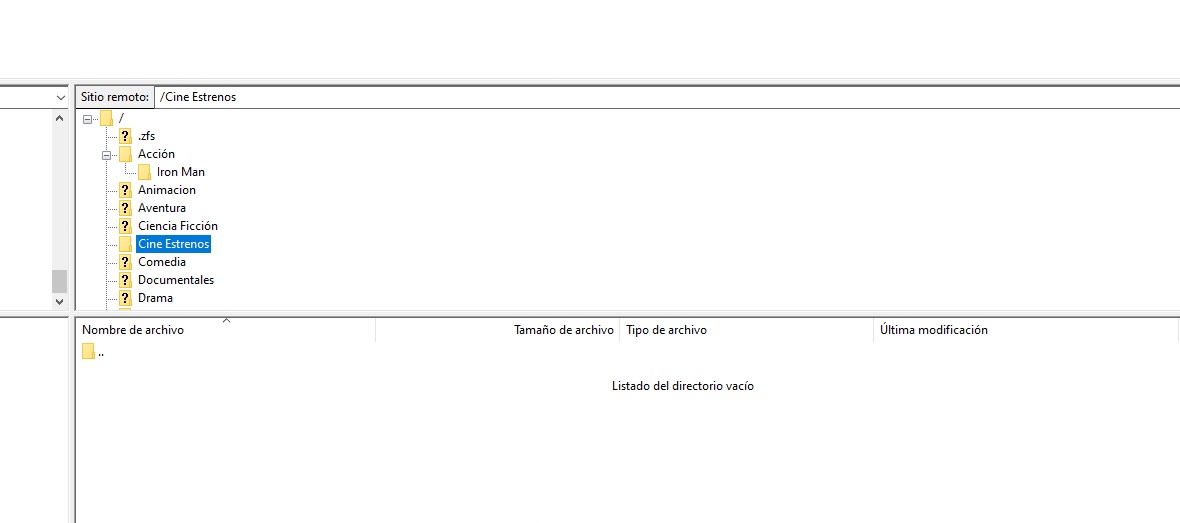 Sitio remoto: /Cine Estrenos
/
? .zfs
Acción
Iron Man
? Animacion
? Aventura
? Ciencia Ficción
Cine Estrenos
? Comedia
? Documentales
? Drama
Nombre de archivo Tamaño de archivo Tipo de archivo Última modificación
..
Listado del directorio vacío